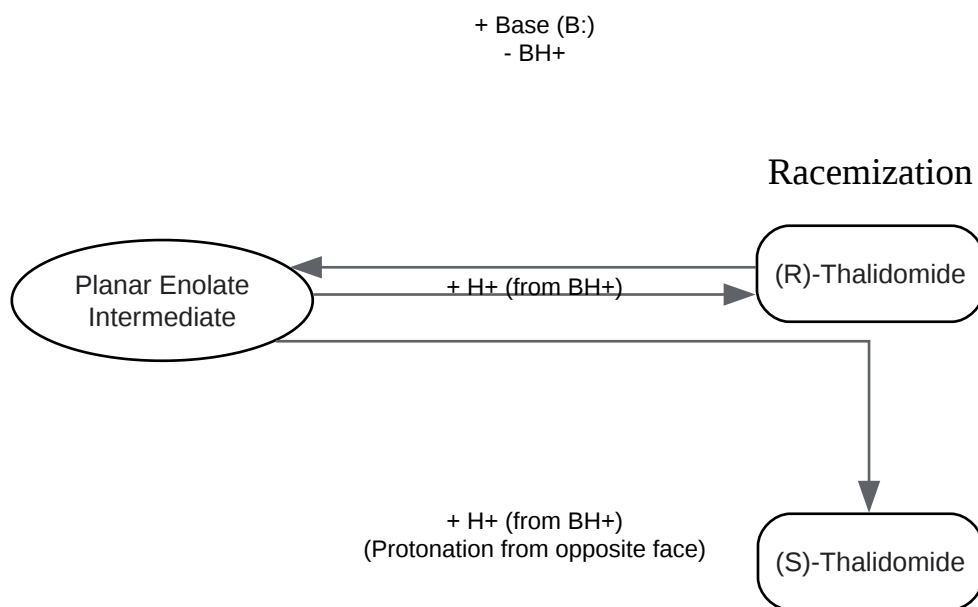 + Base (B:)
- BH+
Racemization
Planar Enolate
Intermediate
+ H+ (from BH+)
(R)-Thalidomide
+ H+ (from BH+)
(Protonation from opposite face)
(S)-Thalidomide